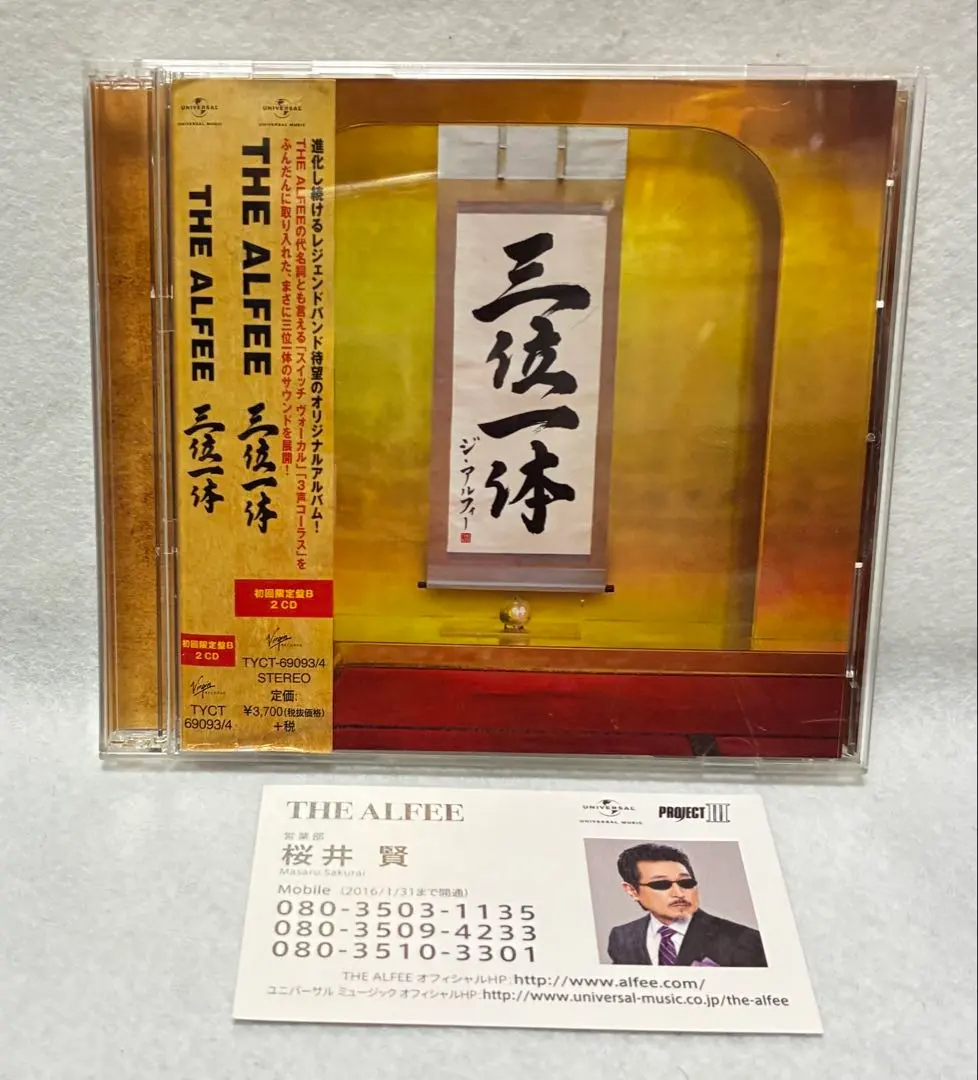 UNIVERSAL
UNIVERSAL MUSIC
THE ALFEE 三位一体
初回限定盤B
2 CD
Virgin
RECORDS
TYCT
69093/4
UNIVERSAL
UNIVERSAL MUSIC
進化し続けるレジェンドバンド待望のオリジナルアルバム!
THE ALFEEの代名詞とも言える「スイッチ ヴォーカル」「3声コーラス」を
ふんだんに取り入れた、まさに三位一体のサウンドを展開!
THE ALFEE 三位一体
初回限定盤B
2 CD
Virgin
RECORDS
TYCT-69093/4
STEREO
定価:
¥3,700(税抜価格)
+税
三位一体
ジ・アルフィー
THE ALFEE
UNIVERSAL
UNIVERSAL MUSIC
PROJECT III
営業部
桜井 賢
Masaru Sakurai
Mobile (2016/1/31まで開通)
080-3503-1135
080-3509-4233
080-3510-3301
THE ALFEE オフィシャルHP:http://www.alfee.com/
ユニバーサル ミュージック オフィシャルHP:http://www.universal-music.co.jp/the-alfee